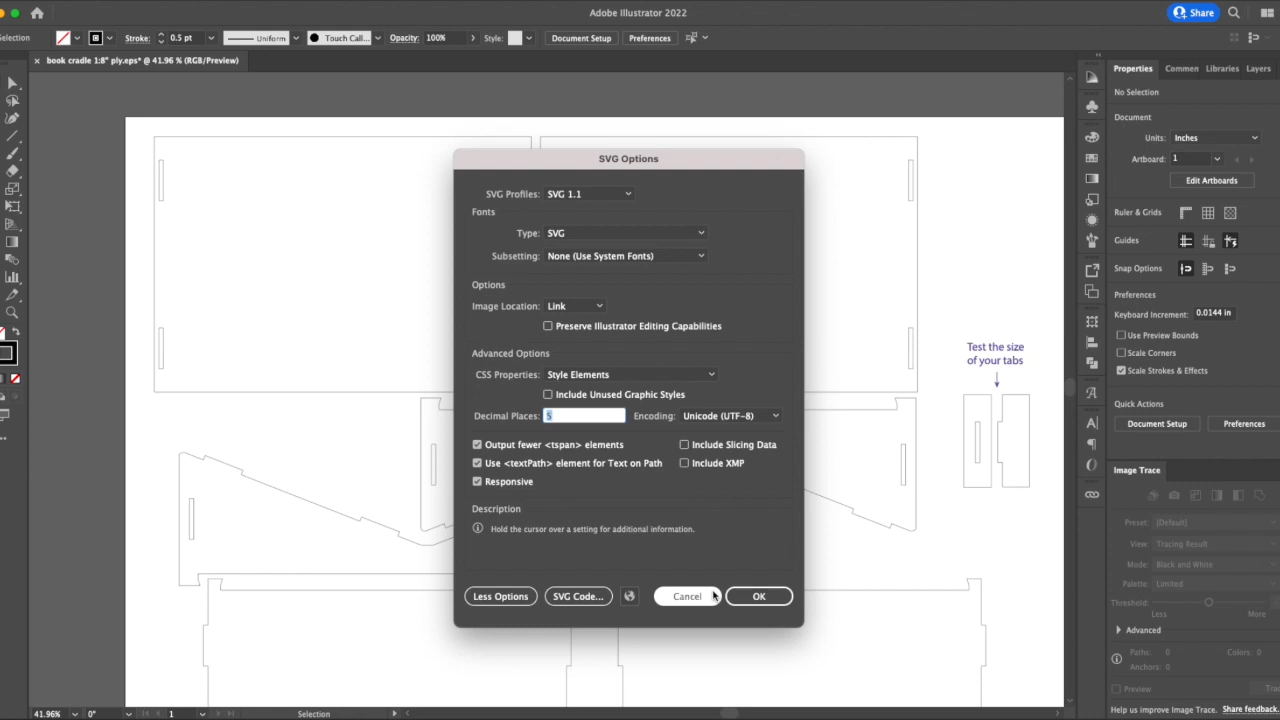 Adobe Illustrator 2022
Share
Selection
Stroke:
0.5 pt
Uniform
Touch Call...
Opacity:
100%
Style:
Document Setup
Preferences
book cradle 1:8" ply.eps* @ 41.96 % (RGB/Preview)
SVG Options
SVG Profiles: SVG 1.1
Fonts
Type: SVG
Subsetting: None (Use System Fonts)
Options
Image Location: Link
Preserve Illustrator Editing Capabilities
Advanced Options
CSS Properties: Style Elements
Include Unused Graphic Styles
Decimal Places: 5
Encoding: Unicode (UTF-8)
Output fewer <tspan> elements
Include Slicing Data
Use <textPath> element for Text on Path
Include XMP
Responsive
Description
Hold the cursor over a setting for additional information.
Less Options
SVG Code...
Cancel
OK
Test the size
of your tabs
Properties
Commen
Libraries
Layers
No Selection
Document
Units: Inches
Artboard: 1
Edit Artboards
Ruler & Grids
Guides
Snap Options
Preferences
Keyboard Increment: 0.0144 in
Use Preview Bounds
Scale Corners
Scale Strokes & Effects
Quick Actions
Document Setup
Preferences
Image Trace
Preset: [Default]
View: Tracing Result
Mode: Black and White
Palette: Limited
Threshold:
Less
More
Advanced
Paths: 0
Colors: 0
Anchors: 0
Preview
Trac
Help us improve Image Trace. Share feedback.
41.96%
0°
1
Selection